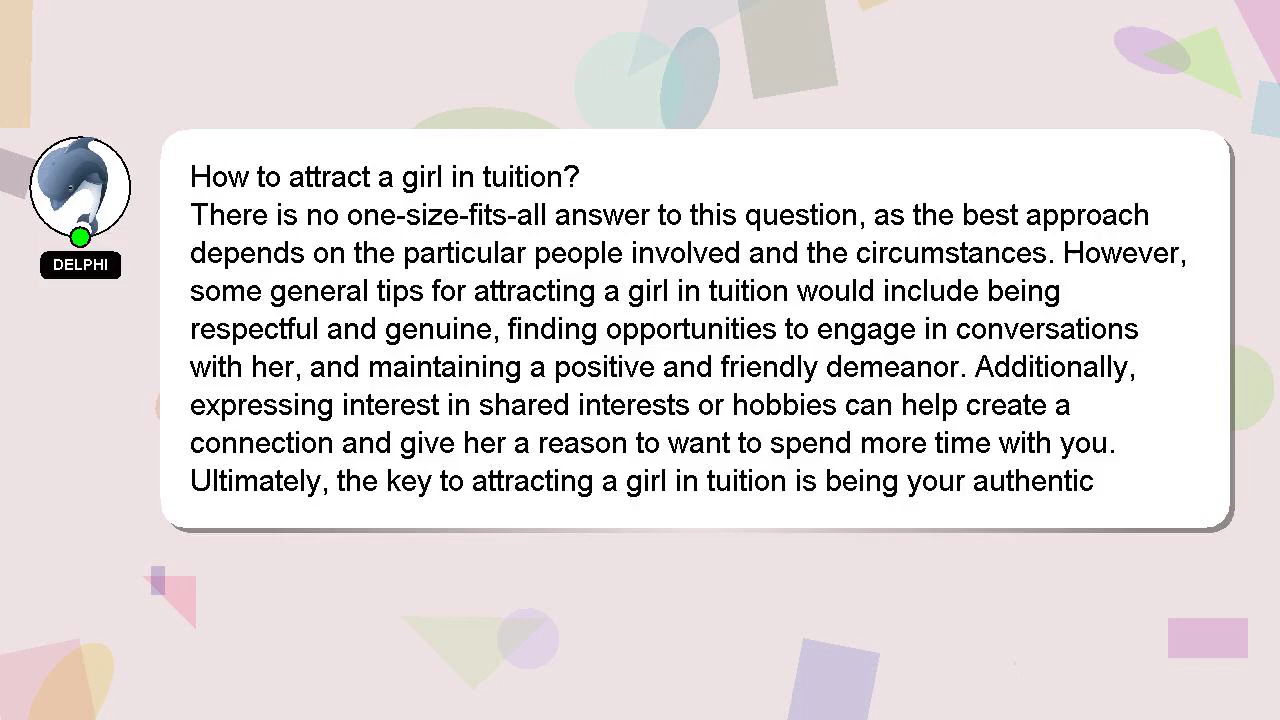 DELPHI
How to attract a girl in tuition?
There is no one-size-fits-all answer to this question, as the best approach
depends on the particular people involved and the circumstances. However,
some general tips for attracting a girl in tuition would include being
respectful and genuine, finding opportunities to engage in conversations
with her, and maintaining a positive and friendly demeanor. Additionally,
expressing interest in shared interests or hobbies can help create a
connection and give her a reason to want to spend more time with you.
Ultimately, the key to attracting a girl in tuition is being your authentic